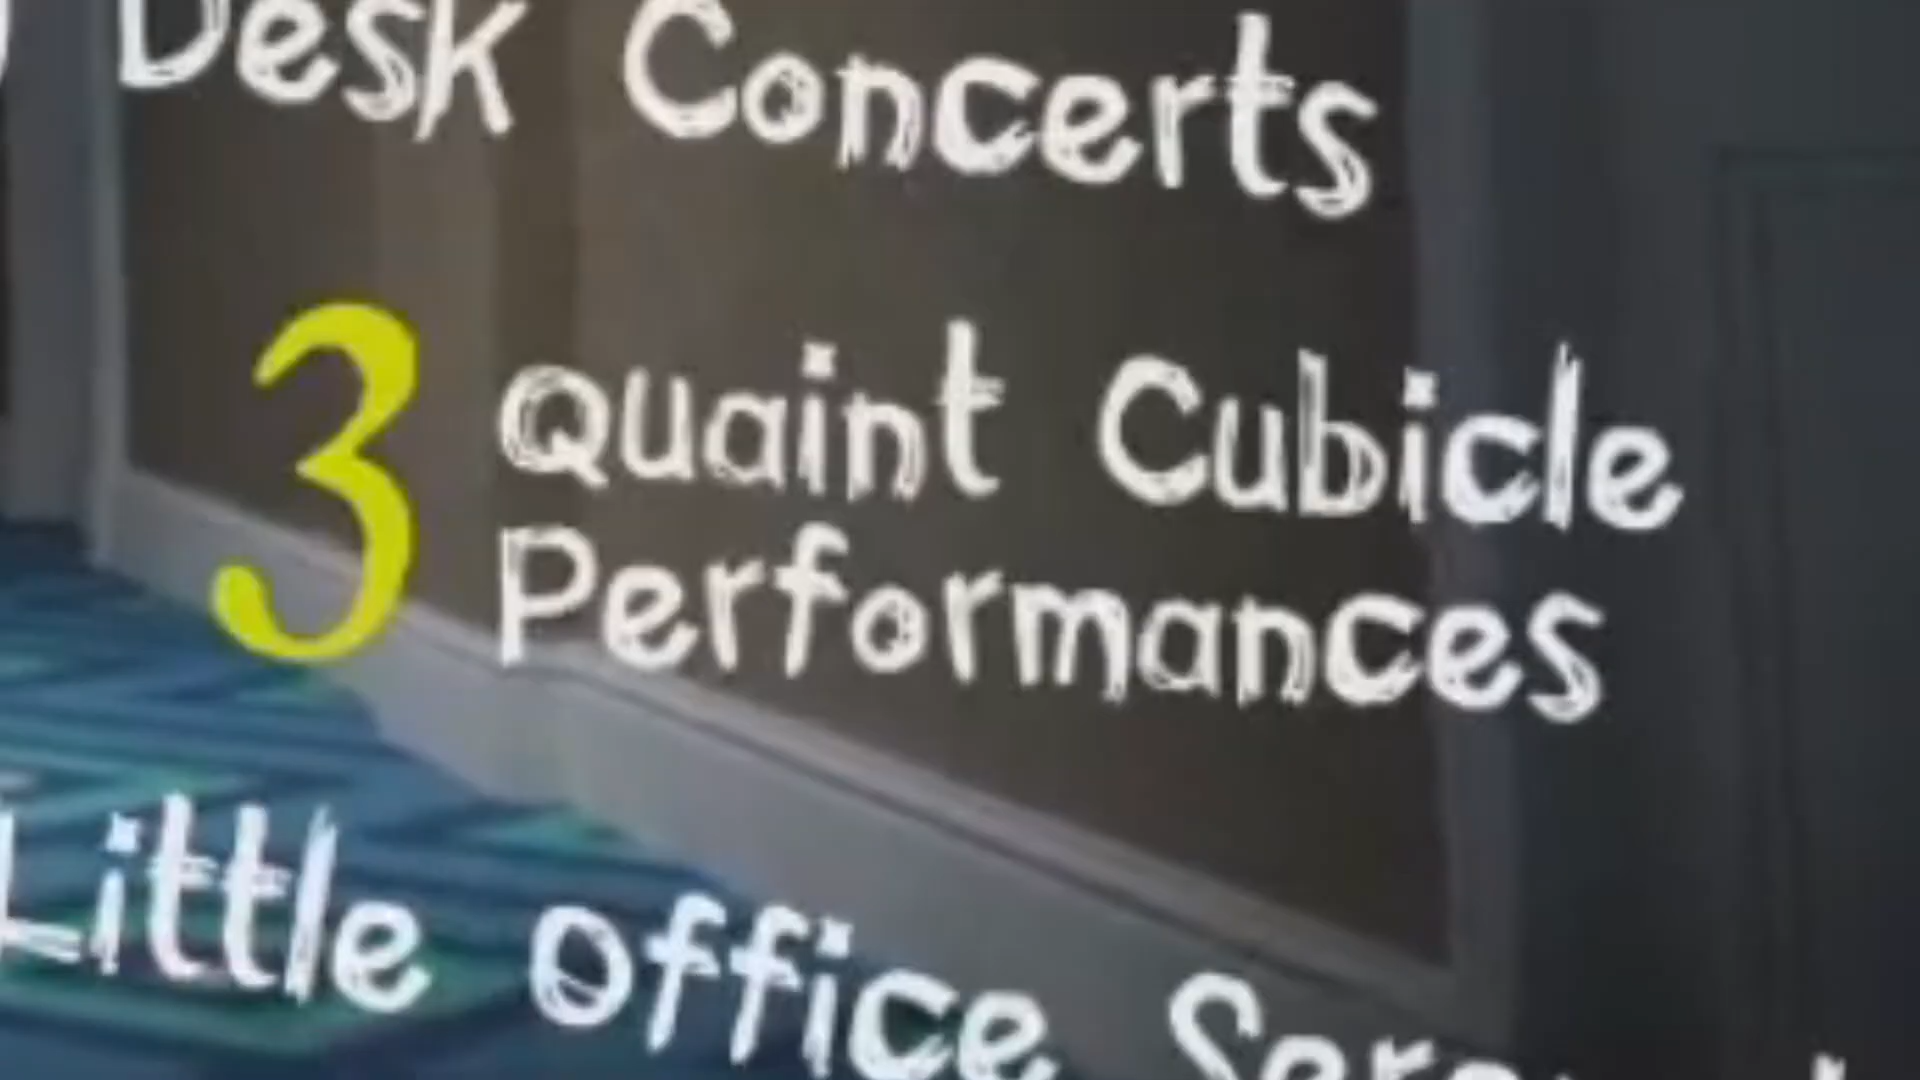 Desk Concerts
3 Quaint Cubicle
Performances
Little Office